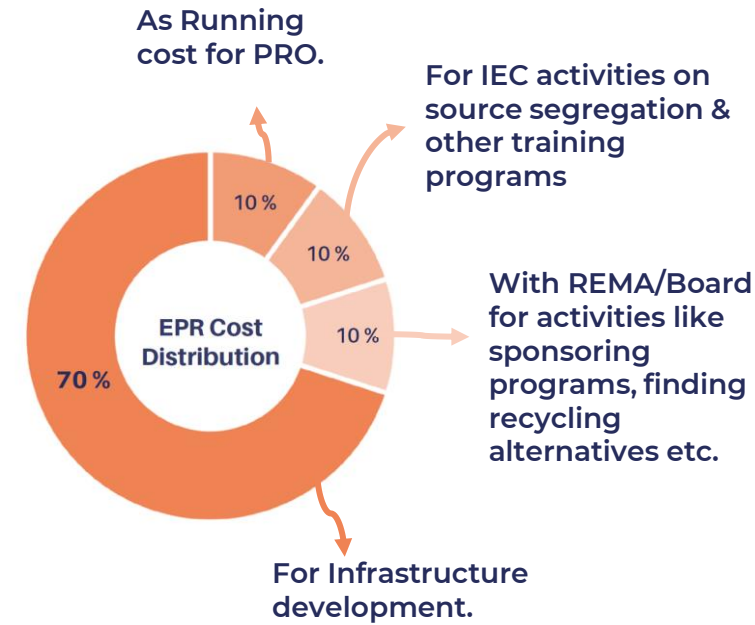 As Running
cost for PRO.
For IEC activities on
source segregation &
other training
programs
10 %
10 %
With REMA/Board
for activities like
sponsoring
programs, finding
recycling
alternatives etc.
10 %
EPR Cost
Distribution
70 %
For Infrastructure
development.